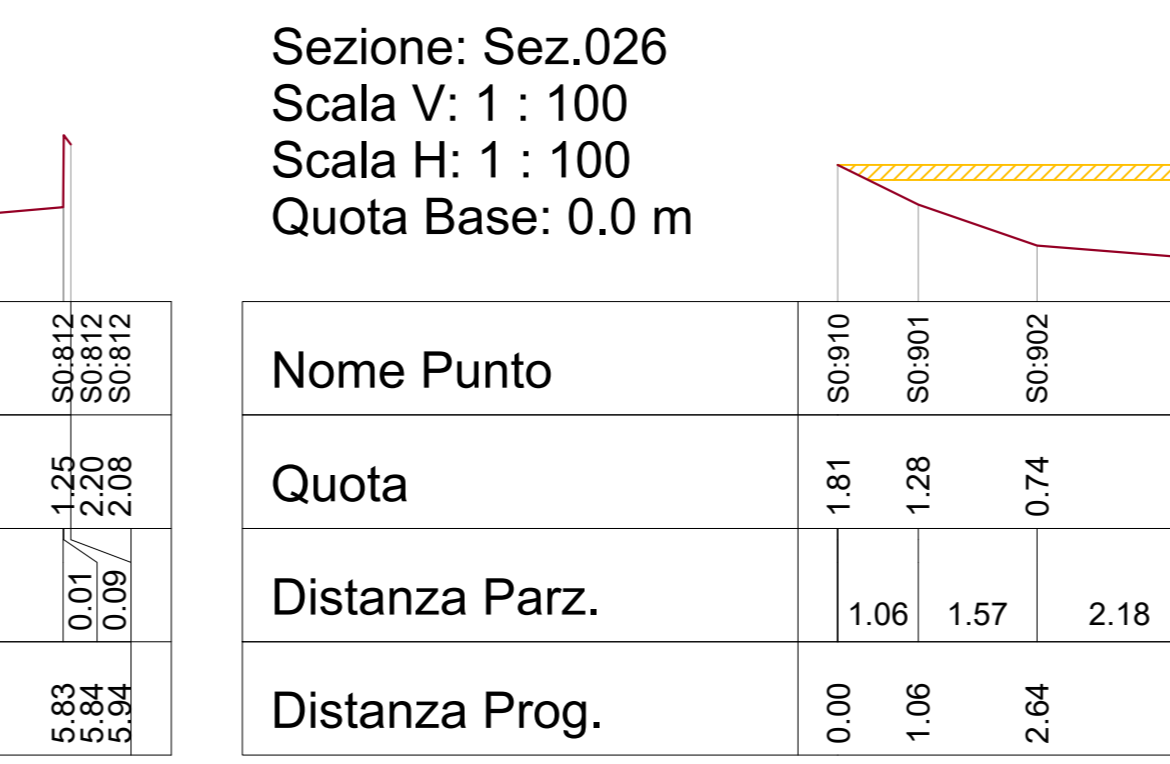 Sezione: Sez.026
Scala V: 1 : 100
Scala H: 1 : 100
Quota Base: 0.0 m
S0:812 S0:812 S0:812
1.25 2.20 2.08
0.01 0.09
5.83 5.84 5.94
Nome Punto S0:910 S0:901 S0:902
Quota 1.81 1.28 0.74
Distanza Parz. 1.06 1.57 2.18
Distanza Prog. 0.00 1.06 2.64